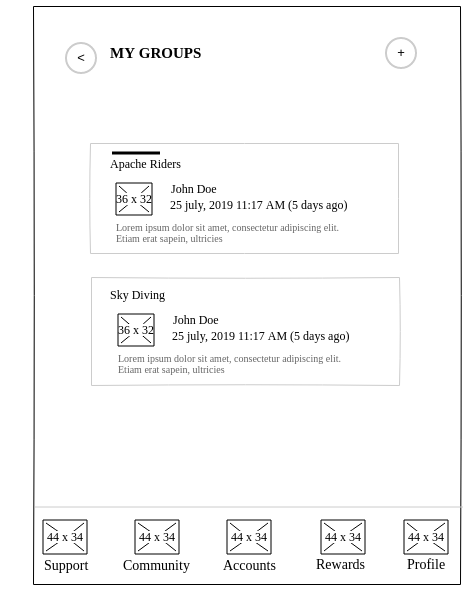 < MY GROUPS +
Apache Riders
36 x 32
John Doe
25 july, 2019 11:17 AM (5 days ago)
Lorem ipsum dolor sit amet, consectetur adipiscing elit.
Etiam erat sapein, ultricies
Sky Diving
36 x 32
John Doe
25 july, 2019 11:17 AM (5 days ago)
Lorem ipsum dolor sit amet, consectetur adipiscing elit.
Etiam erat sapein, ultricies
44 x 34 44 x 34 44 x 34 44 x 34 44 x 34
Support Community Accounts Rewards Profile